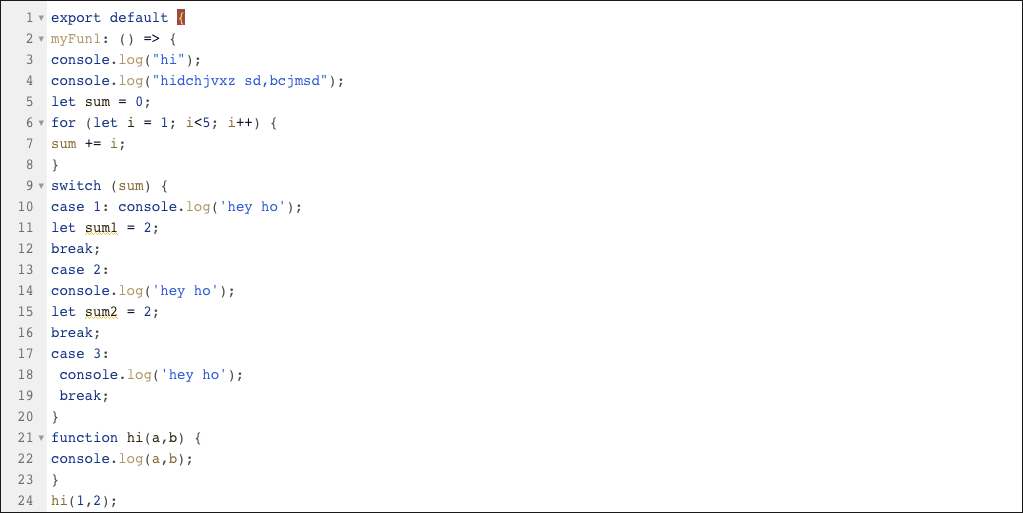 1 export default {
2 myFun1: () => {
3 console.log("hi");
4 console.log("hidchjvxz sd,bcjmsd");
5 let sum = 0;
6 for (let i = 1; i<5; i++) {
7 sum += i;
8 }
9 switch (sum) {
10 case 1: console.log('hey ho');
11 let sum1 = 2;
12 break;
13 case 2:
14 console.log('hey ho');
15 let sum2 = 2;
16 break;
17 case 3:
18  console.log('hey ho');
19  break;
20 }
21 function hi(a,b) {
22 console.log(a,b);
23 }
24 hi(1,2);